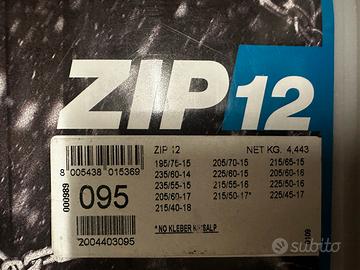 ZIP 12
ZIP 12 NET KG. 4,443
195/75-15 205/70-15 215/65-15
235/60-14 225/60-15 205/60-16
235/55-15 215/55-16 225/50-16
205/50-17 215/50-17* 225/45-17
215/40-18
* NO KLEBER
8 005438 015369
095
2004403095
subito